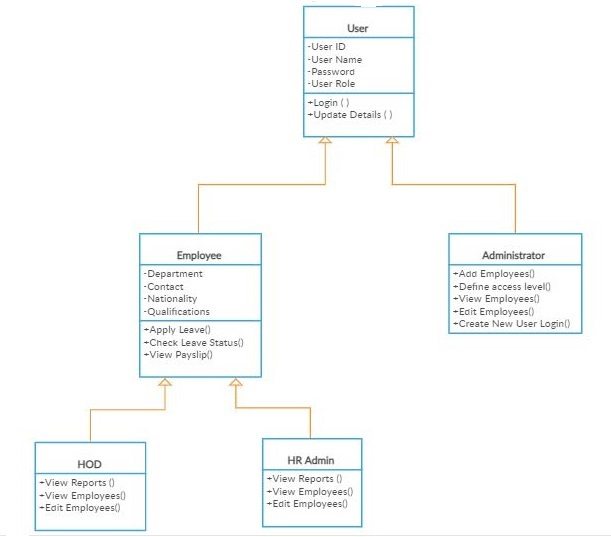 User
-User ID
-User Name
-Password
-User Role
+Login ( )
+Update Details ( )
Employee
-Department
-Contact
-Nationality
-Qualifications
+Apply Leave()
+Check Leave Status()
+View Payslip()
Administrator
+Add Employees()
+Define access level()
+View Employees()
+Edit Employees()
+Create New User Login()
HOD
+View Reports ()
+View Employees()
+Edit Employees()
HR Admin
+View Reports ()
+View Employees()
+Edit Employees()